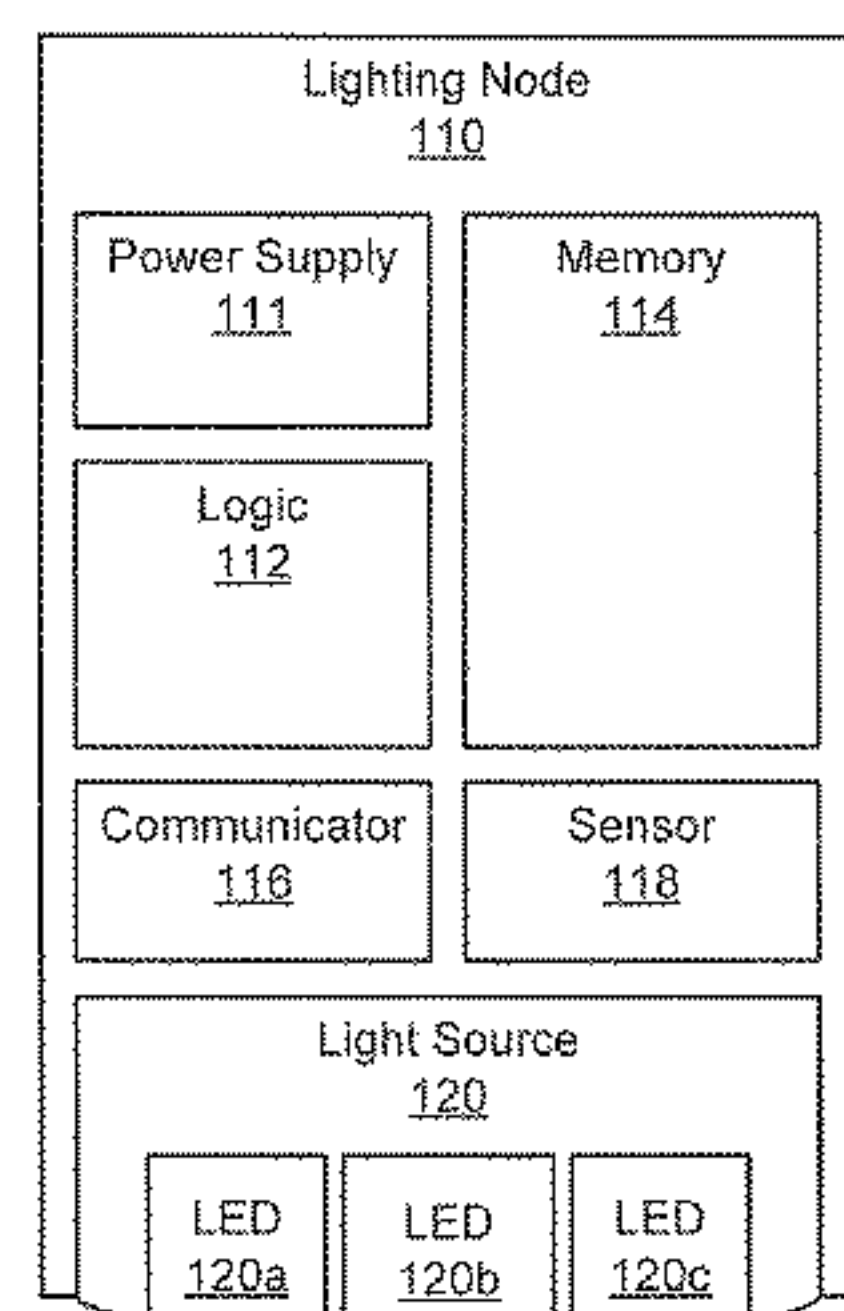 Lighting Node
110
Power Supply
111
Memory
114
Logic
112
Communicator
116
Sensor
118
Light Source
120
LED
120a
LED
120b
LED
120c